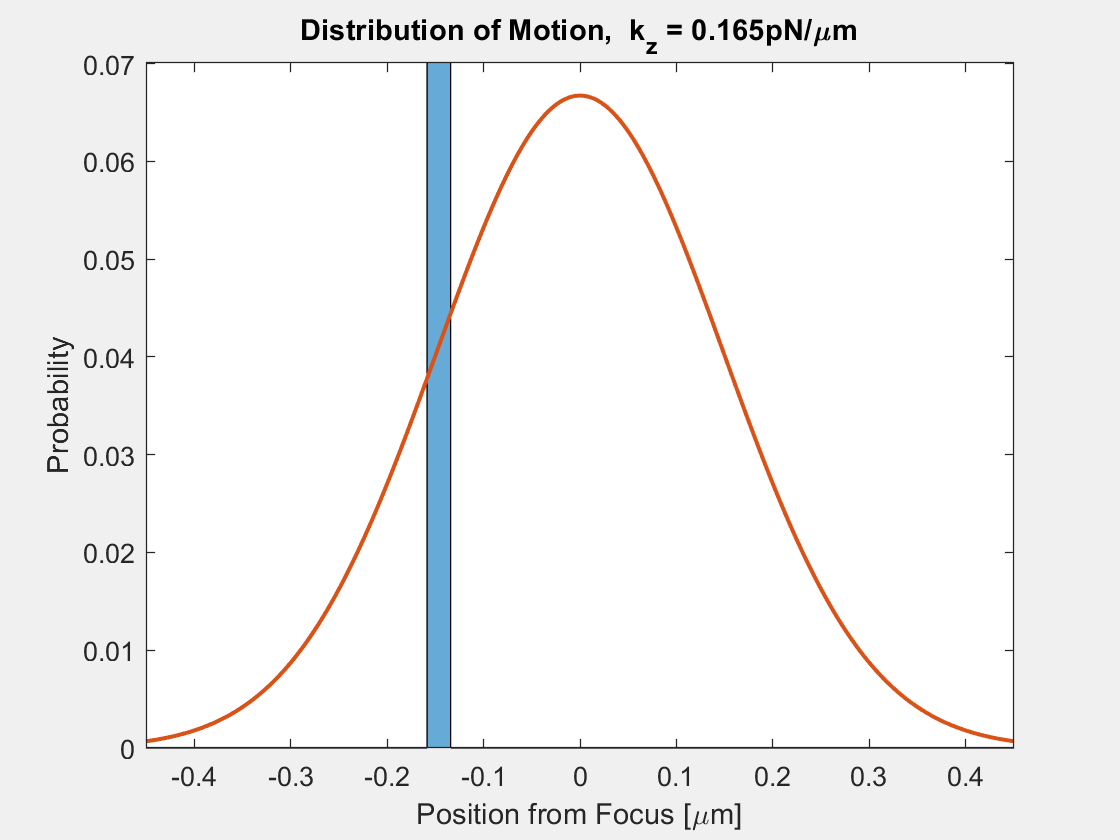 Distribution of Motion, k_z = 0.165pN/μm
0.07
0.06
0.05
0.04
0.03
0.02
0.01
0
Probability
-0.4 -0.3 -0.2 -0.1 0 0.1 0.2 0.3 0.4
Position from Focus [μm]